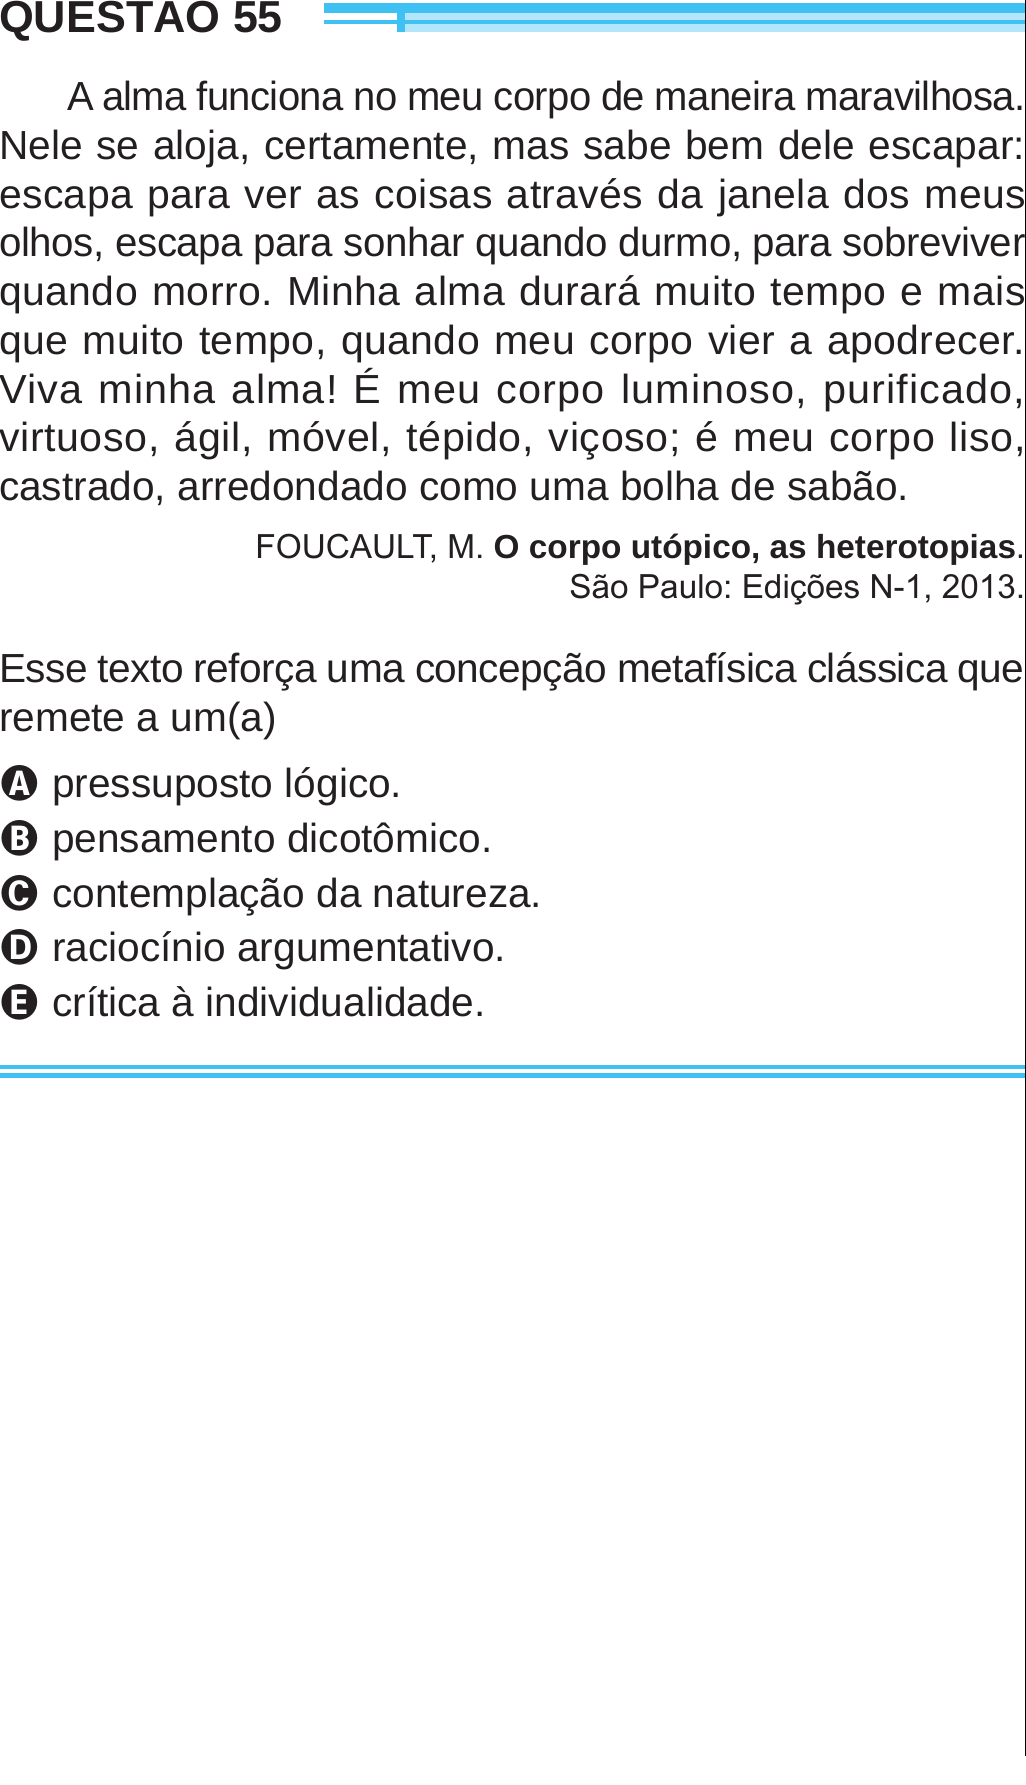 QUESTÃO 55
A alma funciona no meu corpo de maneira maravilhosa.
Nele se aloja, certamente, mas sabe bem dele escapar:
escapa para ver as coisas através da janela dos meus
olhos, escapa para sonhar quando durmo, para sobreviver
quando morro. Minha alma durará muito tempo e mais
que muito tempo, quando meu corpo vier a apodrecer.
Viva minha alma! É meu corpo luminoso, purificado,
virtuoso, ágil, móvel, tépido, viçoso; é meu corpo liso,
castrado, arredondado como uma bolha de sabão.
FOUCAULT, M. O corpo utópico, as heterotopias.
São Paulo: Edições N-1, 2013.
Esse texto reforça uma concepção metafísica clássica que
remete a um(a)
A pressuposto lógico.
B pensamento dicotômico.
C contemplação da natureza.
D raciocínio argumentativo.
E crítica à individualidade.